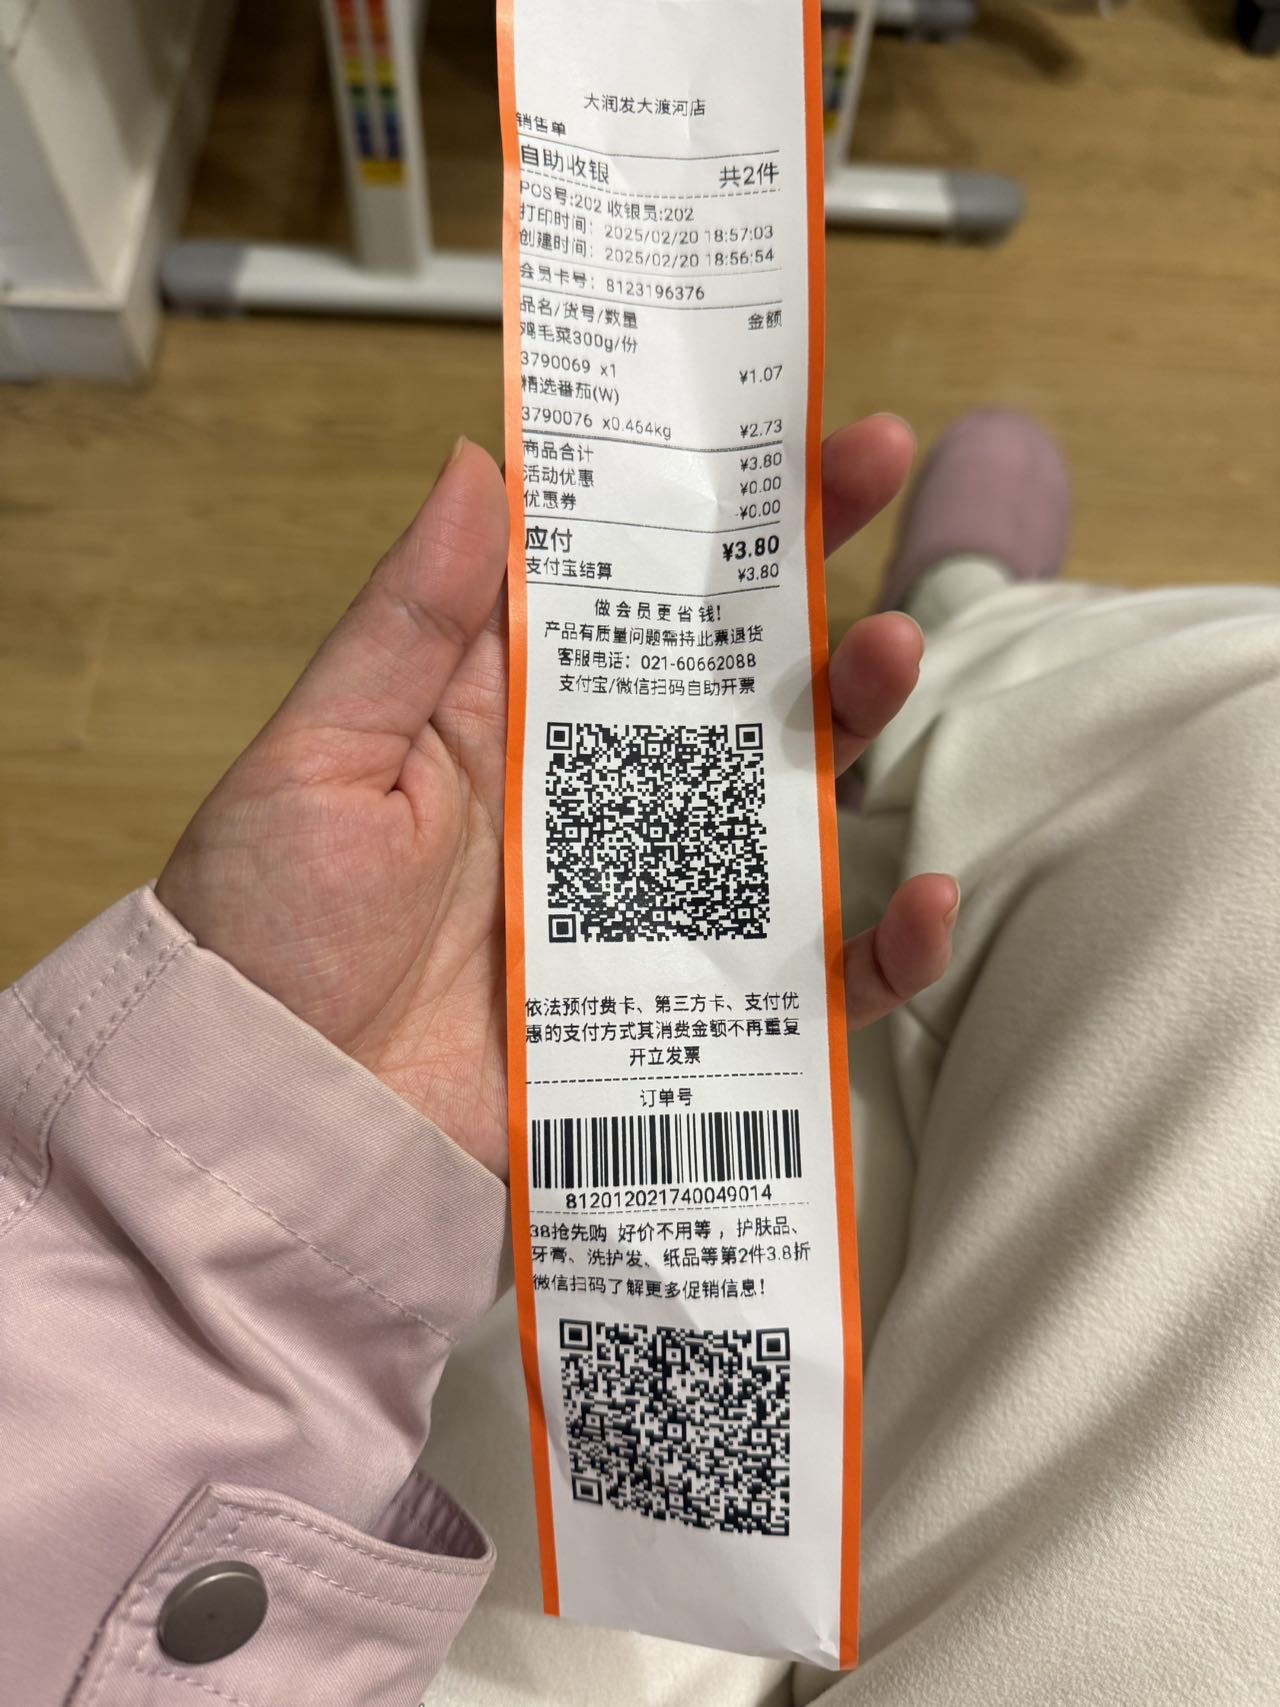 大润发大渡河店
销售单
自助收银 共2件
POS号:202 收银员:202
打印时间: 2025/02/20 18:57:03
创建时间: 2025/02/20 18:56:54
会员卡号: 8123196376
品名/货号/数量 金额
鸡毛菜300g/份
3790069 x1 ¥1.07
精选番茄(W)
3790076 x0.464kg ¥2.73
商品合计 ¥3.80
活动优惠 ¥0.00
优惠券 -¥0.00
应付 ¥3.80
支付宝结算 ¥3.80
做会员更省钱!
产品有质量问题需持此票退货
客服电话: 021-60662088
支付宝/微信扫码自助开票
依法预付费卡、第三方卡、支付优
惠的支付方式其消费金额不再重复
开立发票
订单号
812012021740049014
38抢先购 好价不用等，护肤品、
牙膏、洗护发、纸品等第2件3.8折
微信扫码了解更多促销信息!